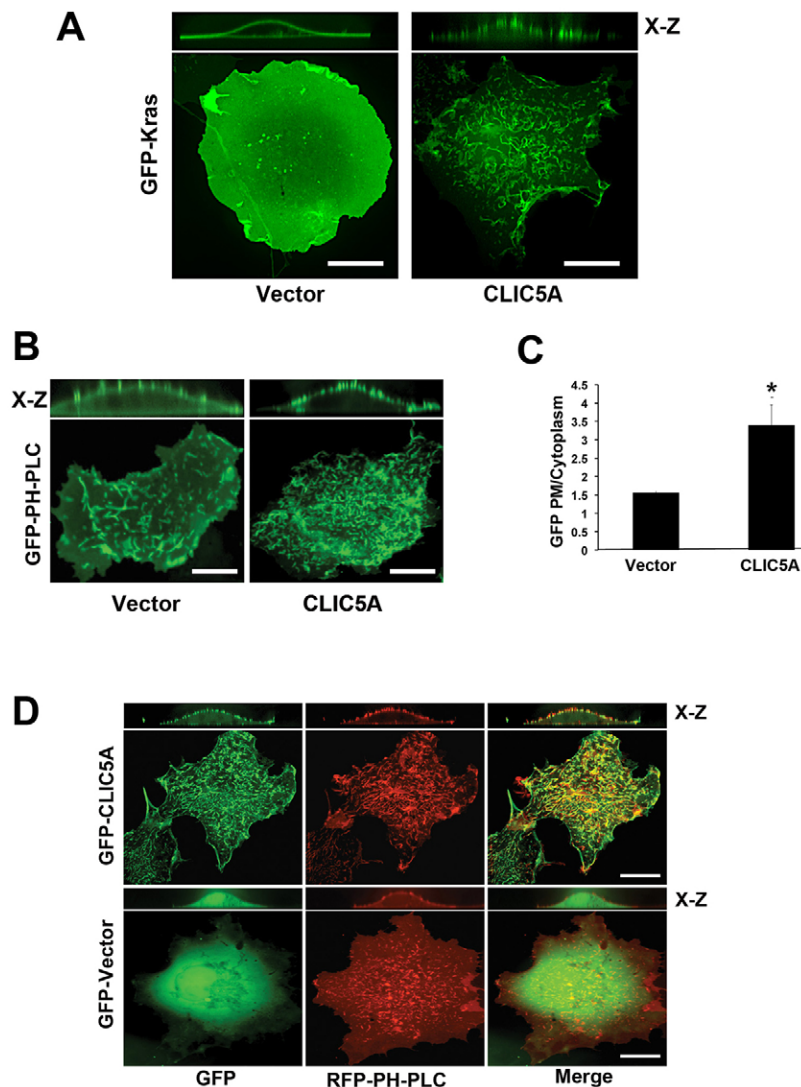 A
X-Z
GFP-Kras
Vector
CLIC5A
B
X-Z
GFP-PH-PLC
Vector
CLIC5A
C
GFP PM/Cytoplasm
4.5
4
3.5
3
2.5
2
1.5
1
0.5
0
*
Vector
CLIC5A
D
X-Z
GFP-CLIC5A
X-Z
GFP-Vector
GFP
RFP-PH-PLC
Merge